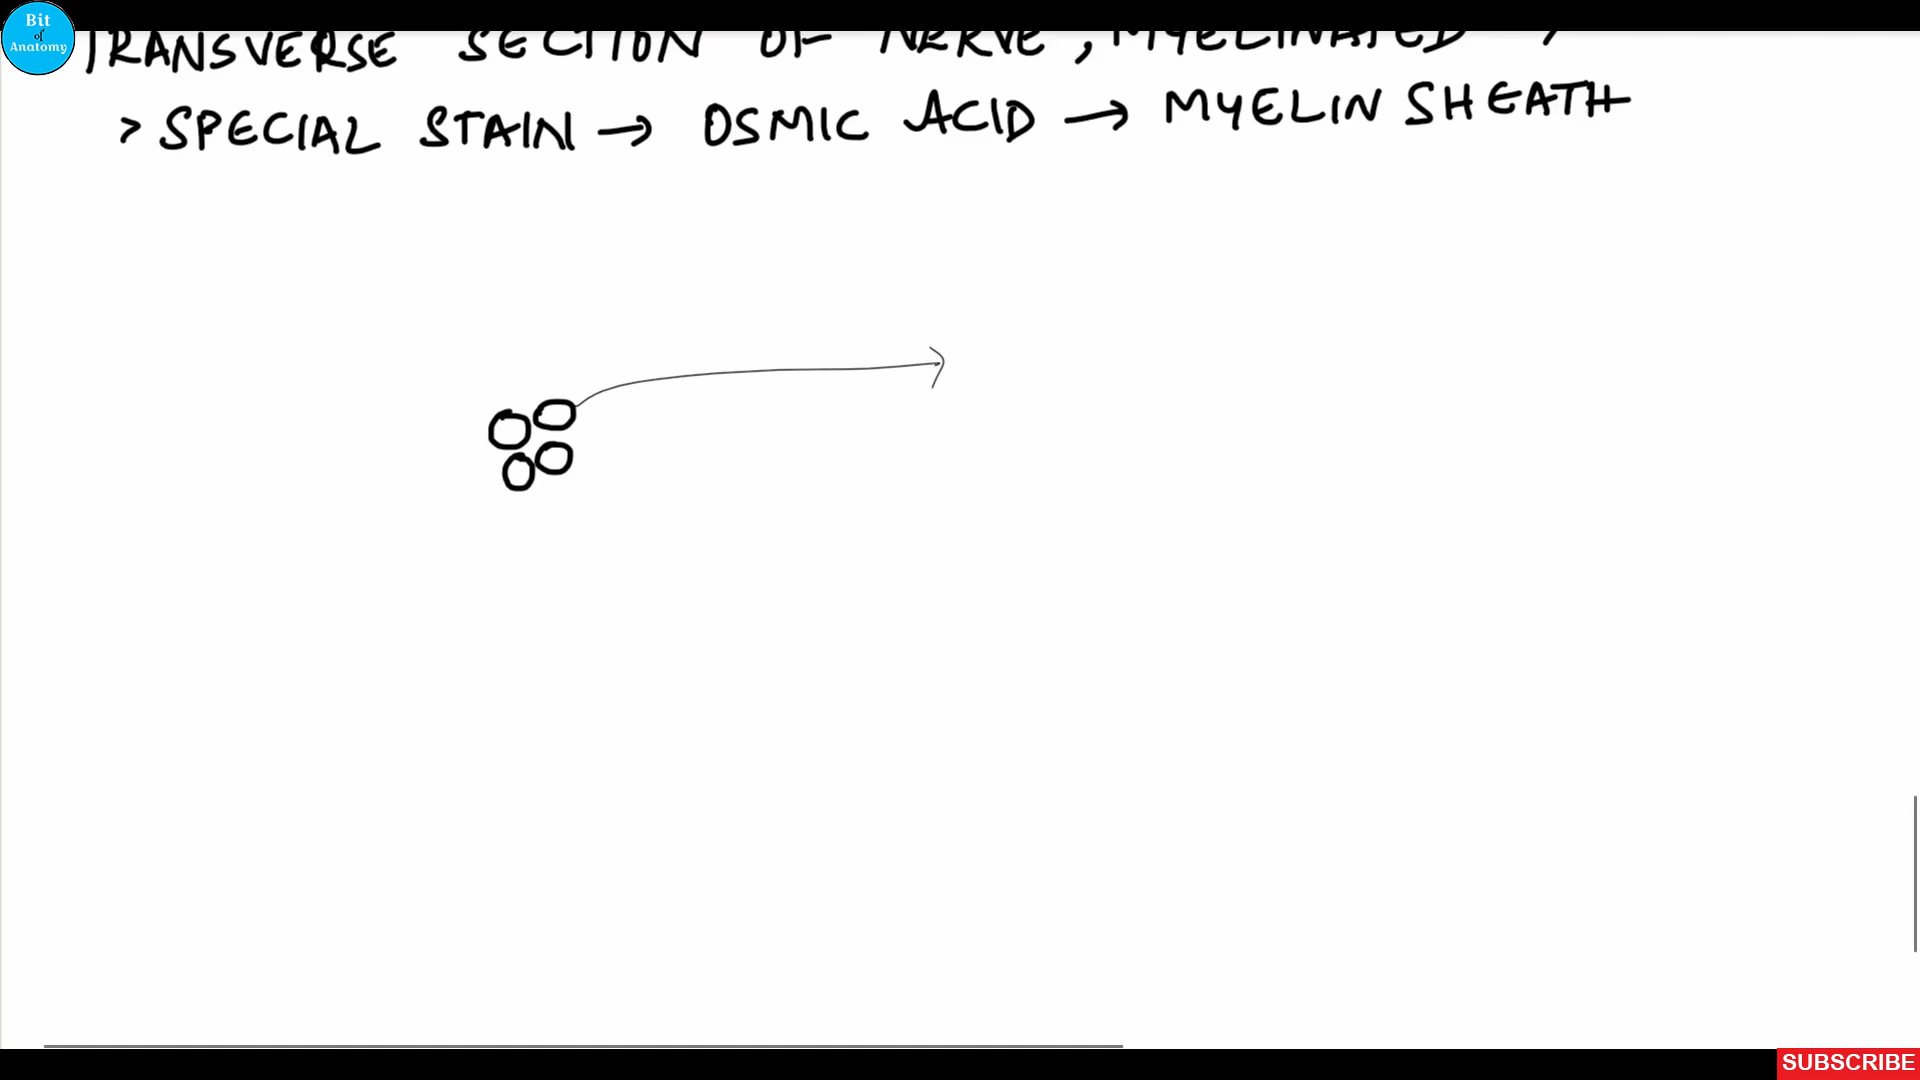 Bit
of
Anatomy
TRANSVERSE SECTION OF NERVE, MYELINATED >
> SPECIAL STAIN → OSMIC ACID → MYELIN SHEATH
SUBSCRIBE